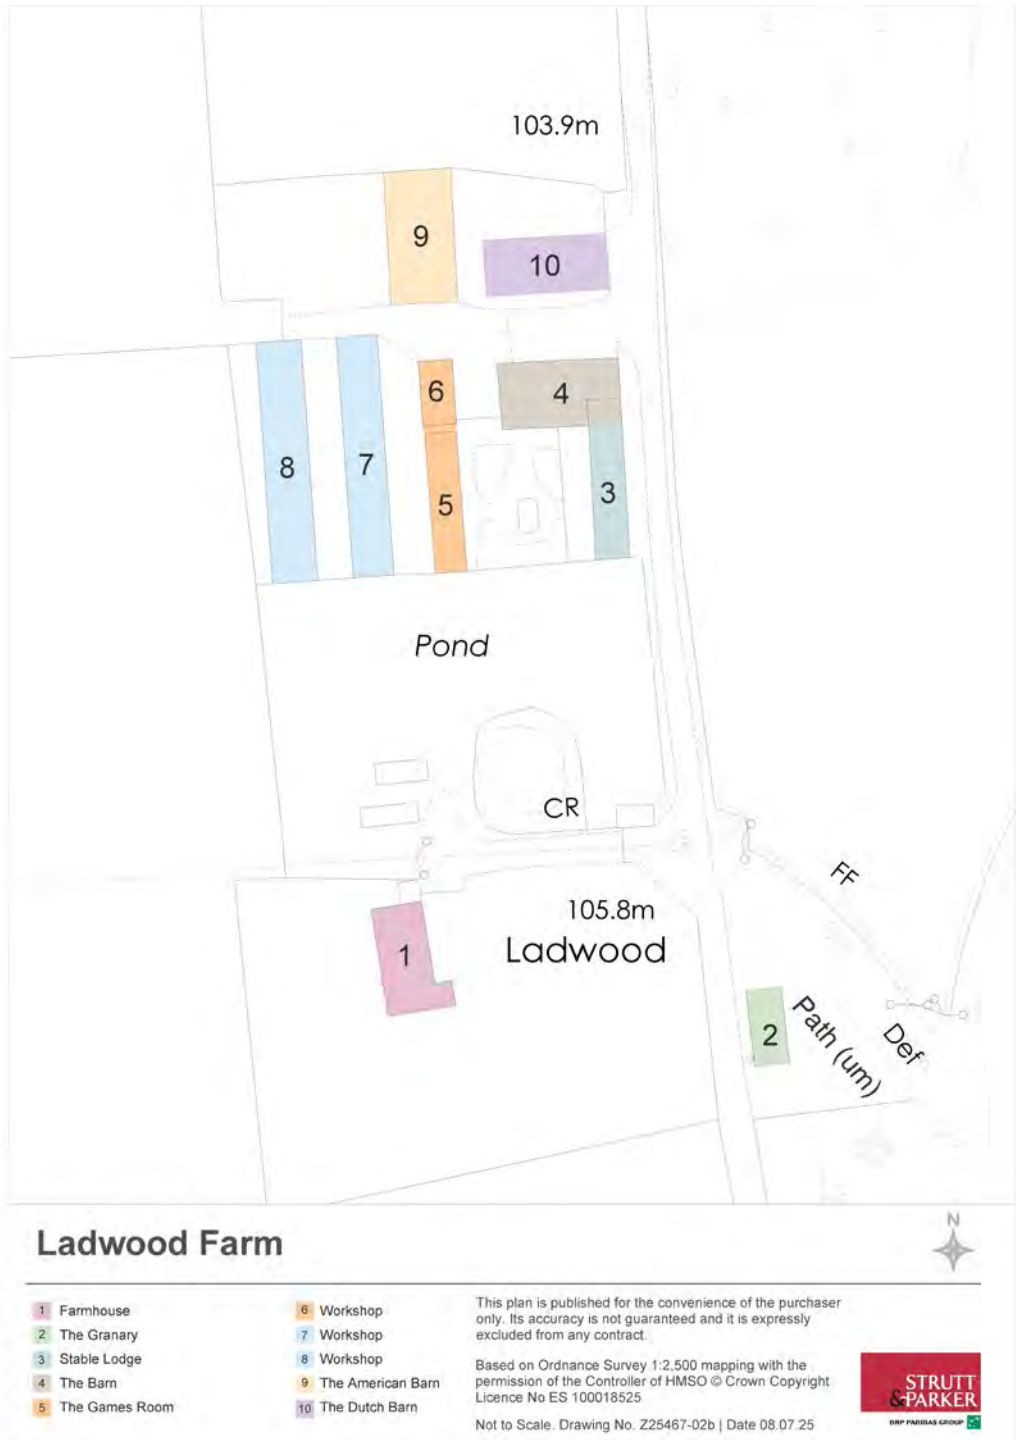 103.9m
9
10
6
4
8
7
3
5
Pond
CR
FF
105.8m
Ladwood
1
2
Path (um)
Def
Ladwood Farm
N
1 Farmhouse
2 The Granary
3 Stable Lodge
4 The Barn
5 The Games Room
6 Workshop
7 Workshop
8 Workshop
9 The American Barn
10 The Dutch Barn
This plan is published for the convenience of the purchaser
only. Its accuracy is not guaranteed and it is expressly
excluded from any contract.
Based on Ordnance Survey 1:2,500 mapping with the
permission of the Controller of HMSO © Crown Copyright
Licence No ES 100018525
Not to Scale. Drawing No. Z25467-02b | Date 08.07.25
STRUTT
&PARKER
BNP PARIBAS GROUP